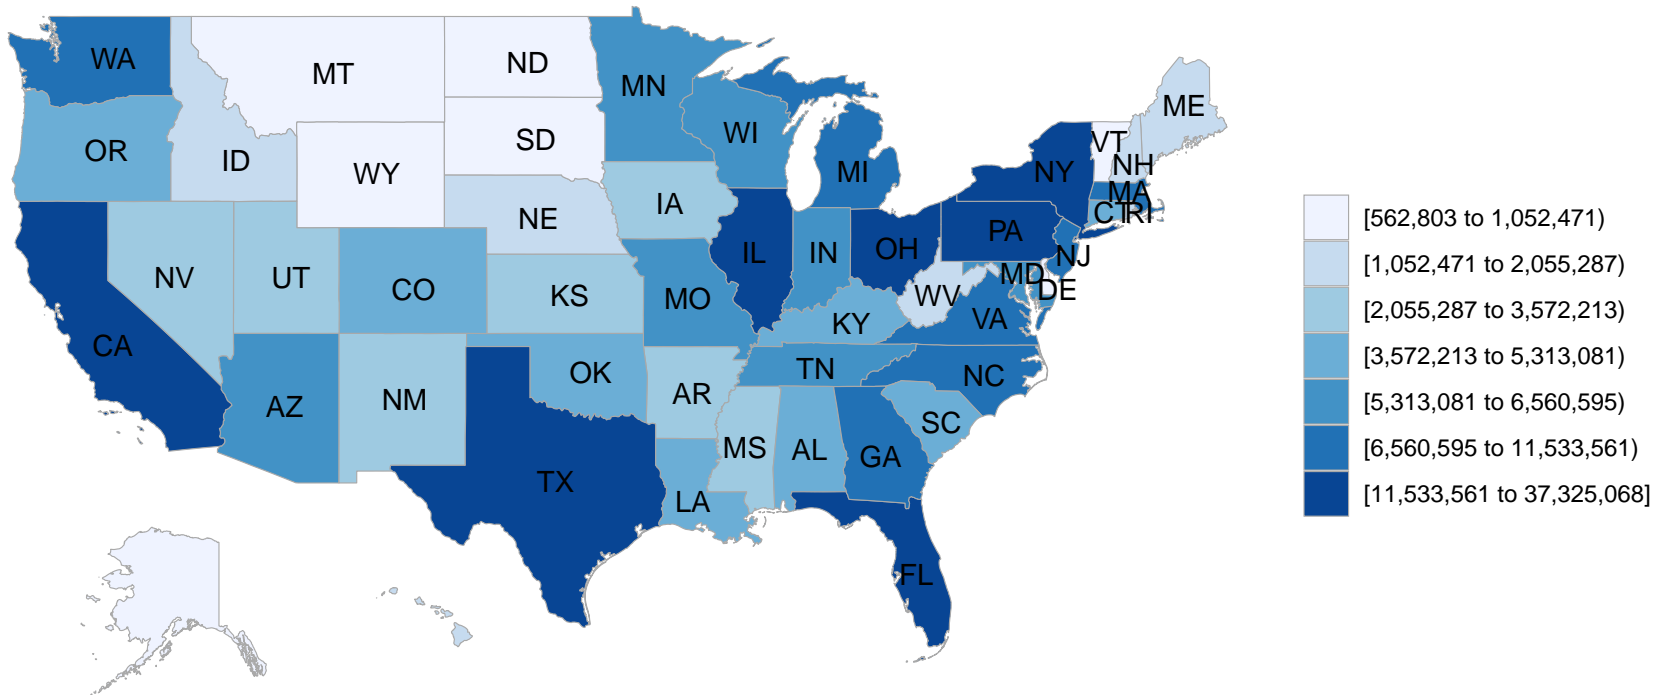 WA
MT
ND
MN
ME
OR
ID
SD
WI
VT
NH
WY
MI
NY
MA
NE
IA
CT
RI
NV
UT
CO
KS
MO
IL
IN
OH
PA
NJ
MD
DE
WV
VA
KY
CA
AZ
NM
OK
AR
TN
NC
SC
MS
AL
GA
TX
LA
FL
[562,803 to 1,052,471)
[1,052,471 to 2,055,287)
[2,055,287 to 3,572,213)
[3,572,213 to 5,313,081)
[5,313,081 to 6,560,595)
[6,560,595 to 11,533,561)
[11,533,561 to 37,325,068]